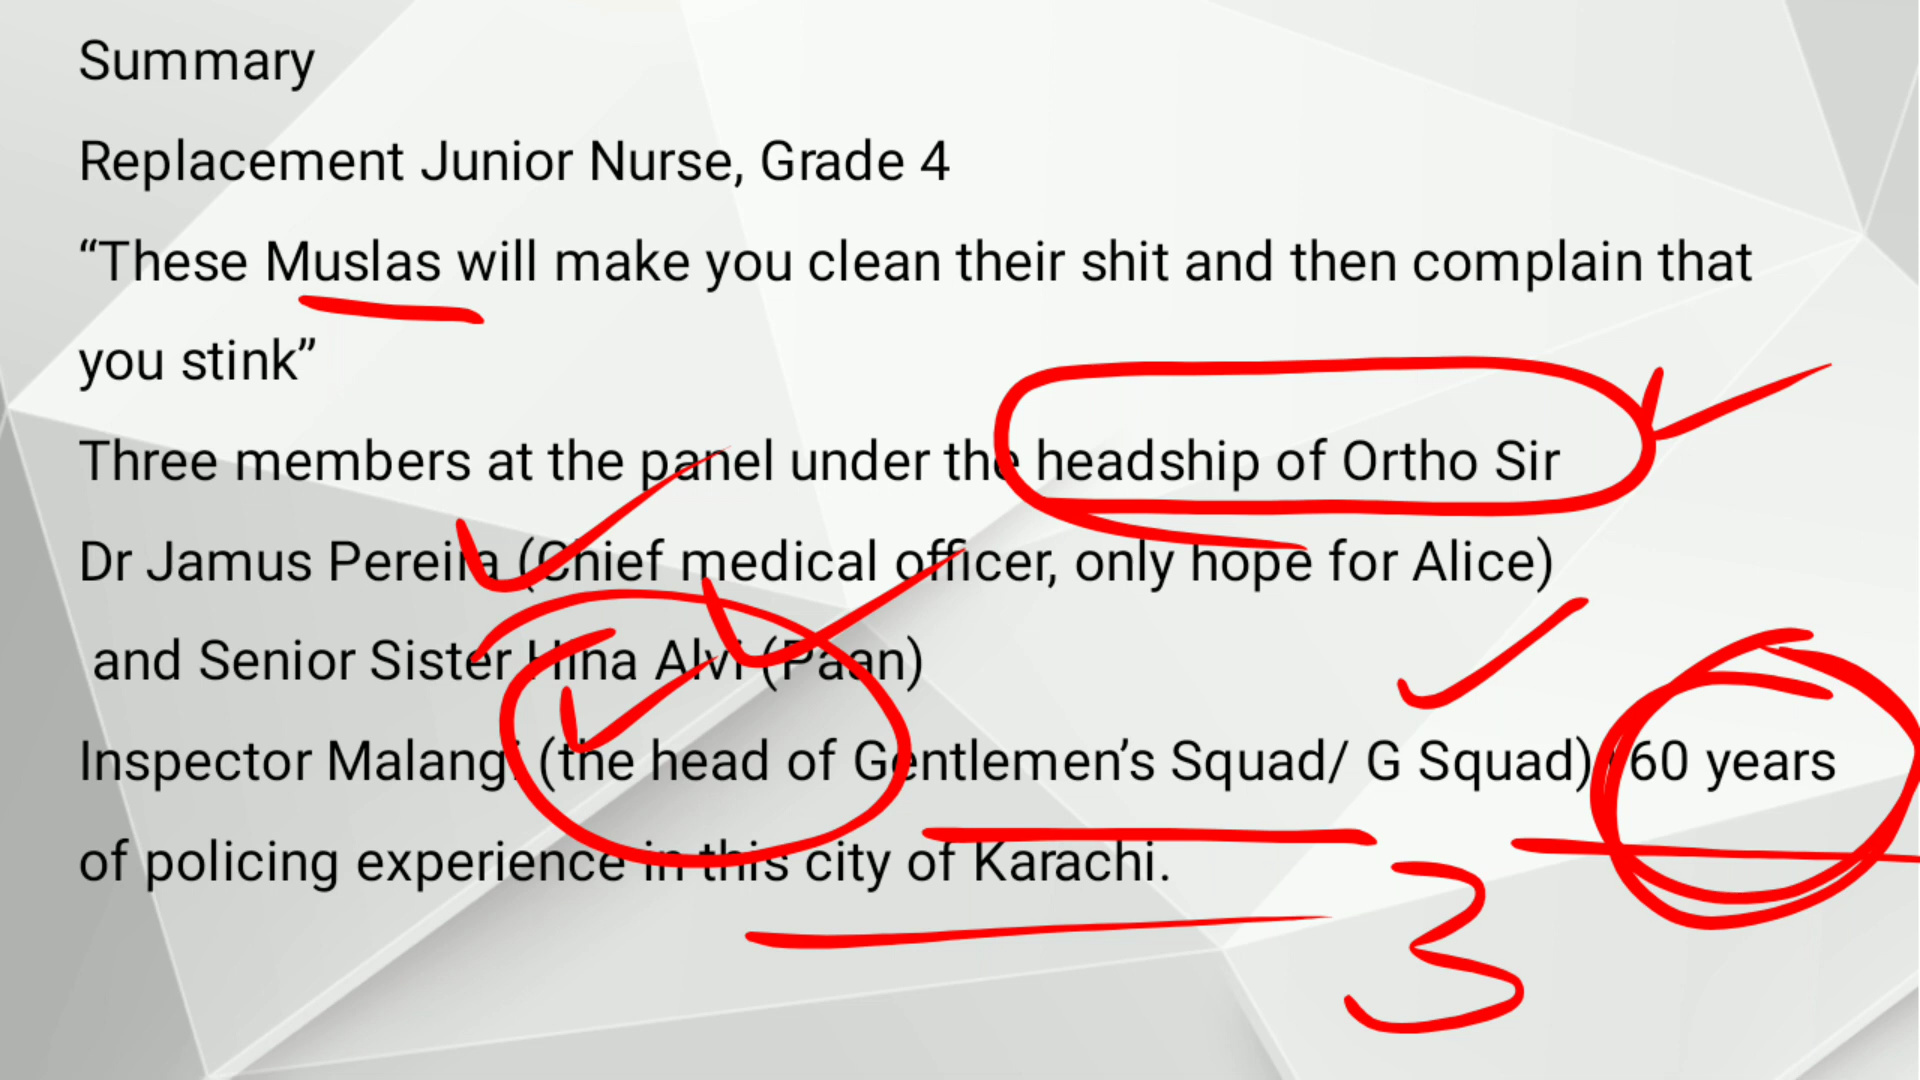 Summary
Replacement Junior Nurse, Grade 4
“These Muslas will make you clean their shit and then complain that
you stink”
Three members at the panel under the headship of Ortho Sir
Dr Jamus Pereira (Chief medical officer, only hope for Alice)
and Senior Sister Hina Alvi (Paan)
Inspector Malangi (the head of Gentlemen’s Squad/ G Squad) 60 years
of policing experience in this city of Karachi.
3